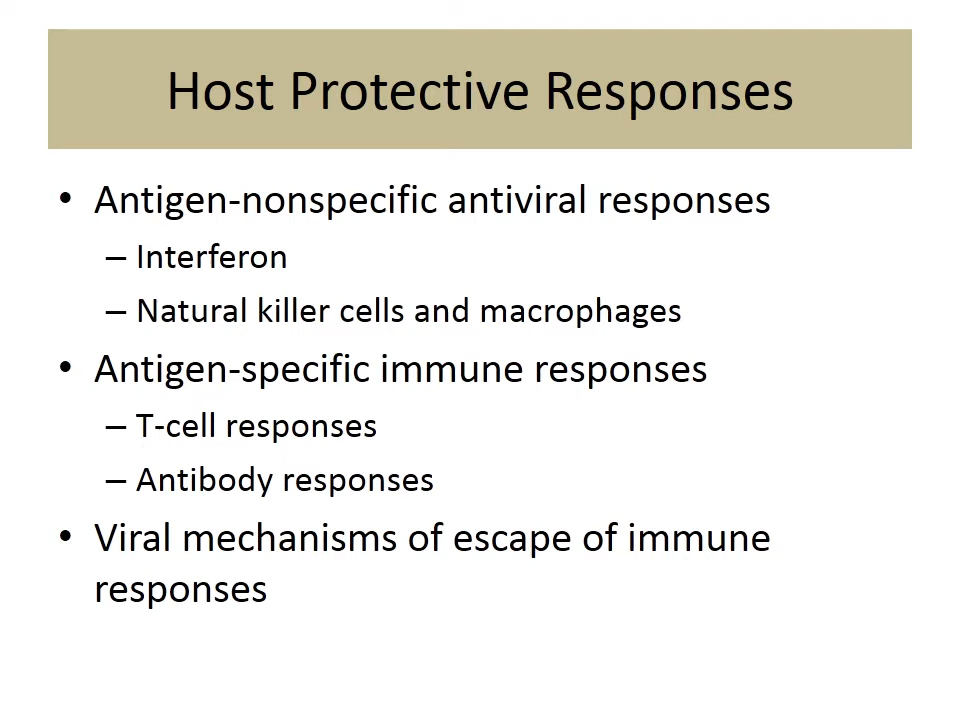 Host Protective Responses
• Antigen-nonspecific antiviral responses
– Interferon
– Natural killer cells and macrophages
• Antigen-specific immune responses
– T-cell responses
– Antibody responses
• Viral mechanisms of escape of immune
responses